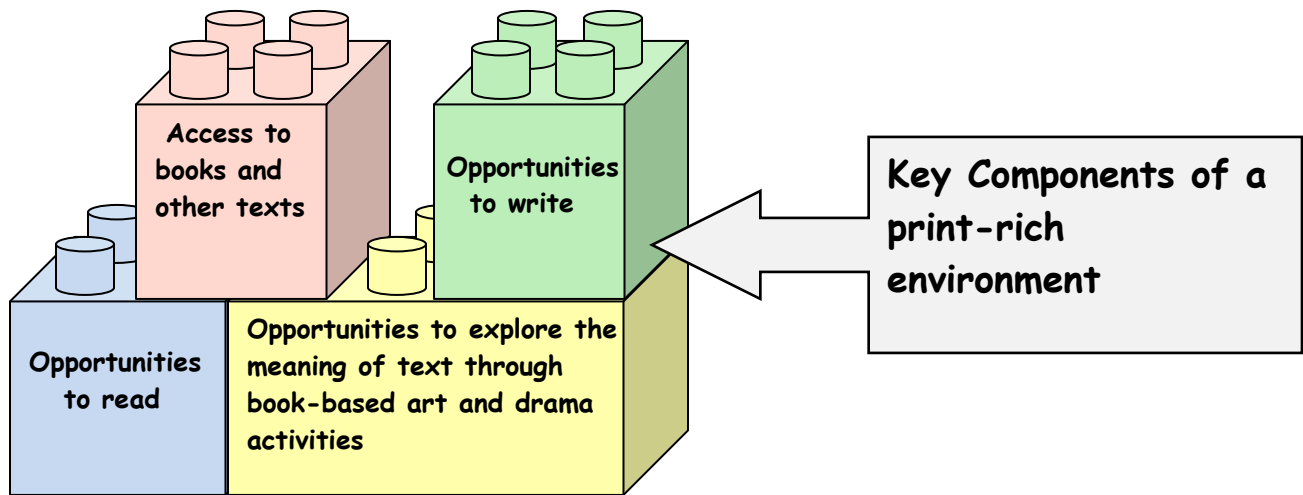 Access to
books and
other texts
Opportunities
to write
Key Components of a
print-rich
environment
Opportunities
to read
Opportunities to explore the
meaning of text through
book-based art and drama
activities